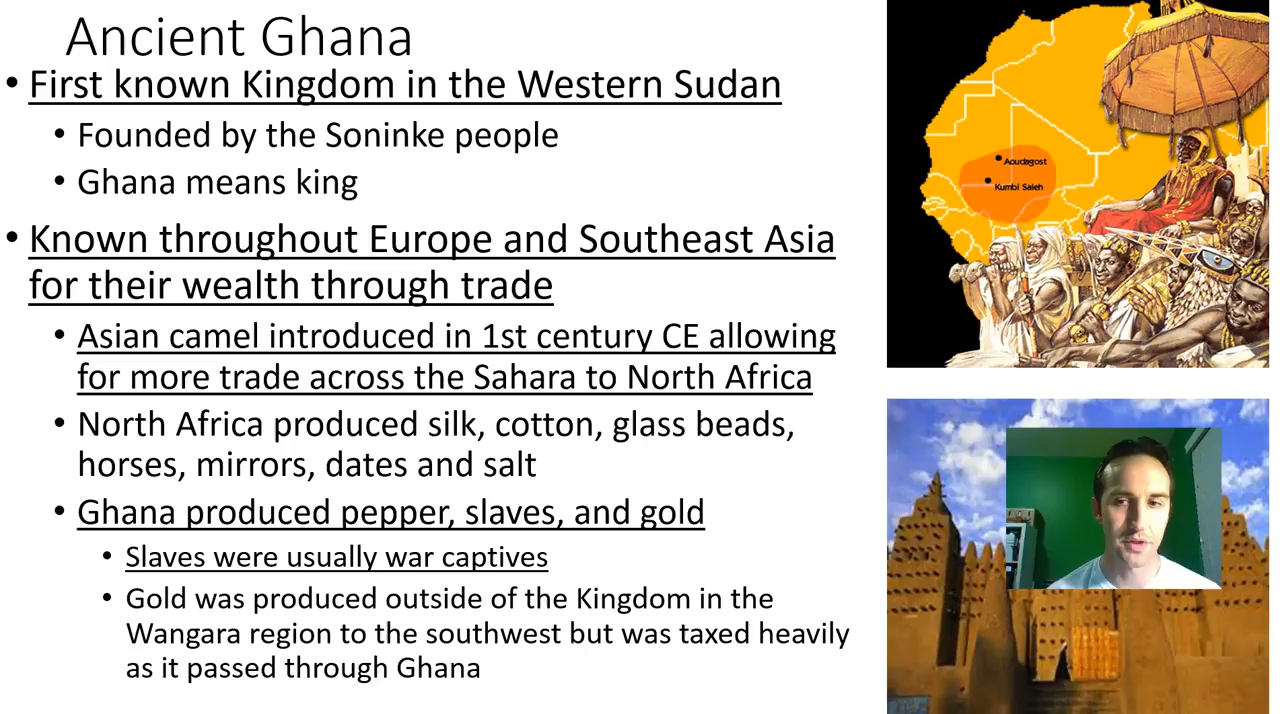 Ancient Ghana
• First known Kingdom in the Western Sudan
• Founded by the Soninke people
• Ghana means king
• Known throughout Europe and Southeast Asia
for their wealth through trade
• Asian camel introduced in 1st century CE allowing
for more trade across the Sahara to North Africa
• North Africa produced silk, cotton, glass beads,
horses, mirrors, dates and salt
• Ghana produced pepper, slaves, and gold
• Slaves were usually war captives
• Gold was produced outside of the Kingdom in the
Wangara region to the southwest but was taxed heavily
as it passed through Ghana
Aoudagost
Kumbi Saleh